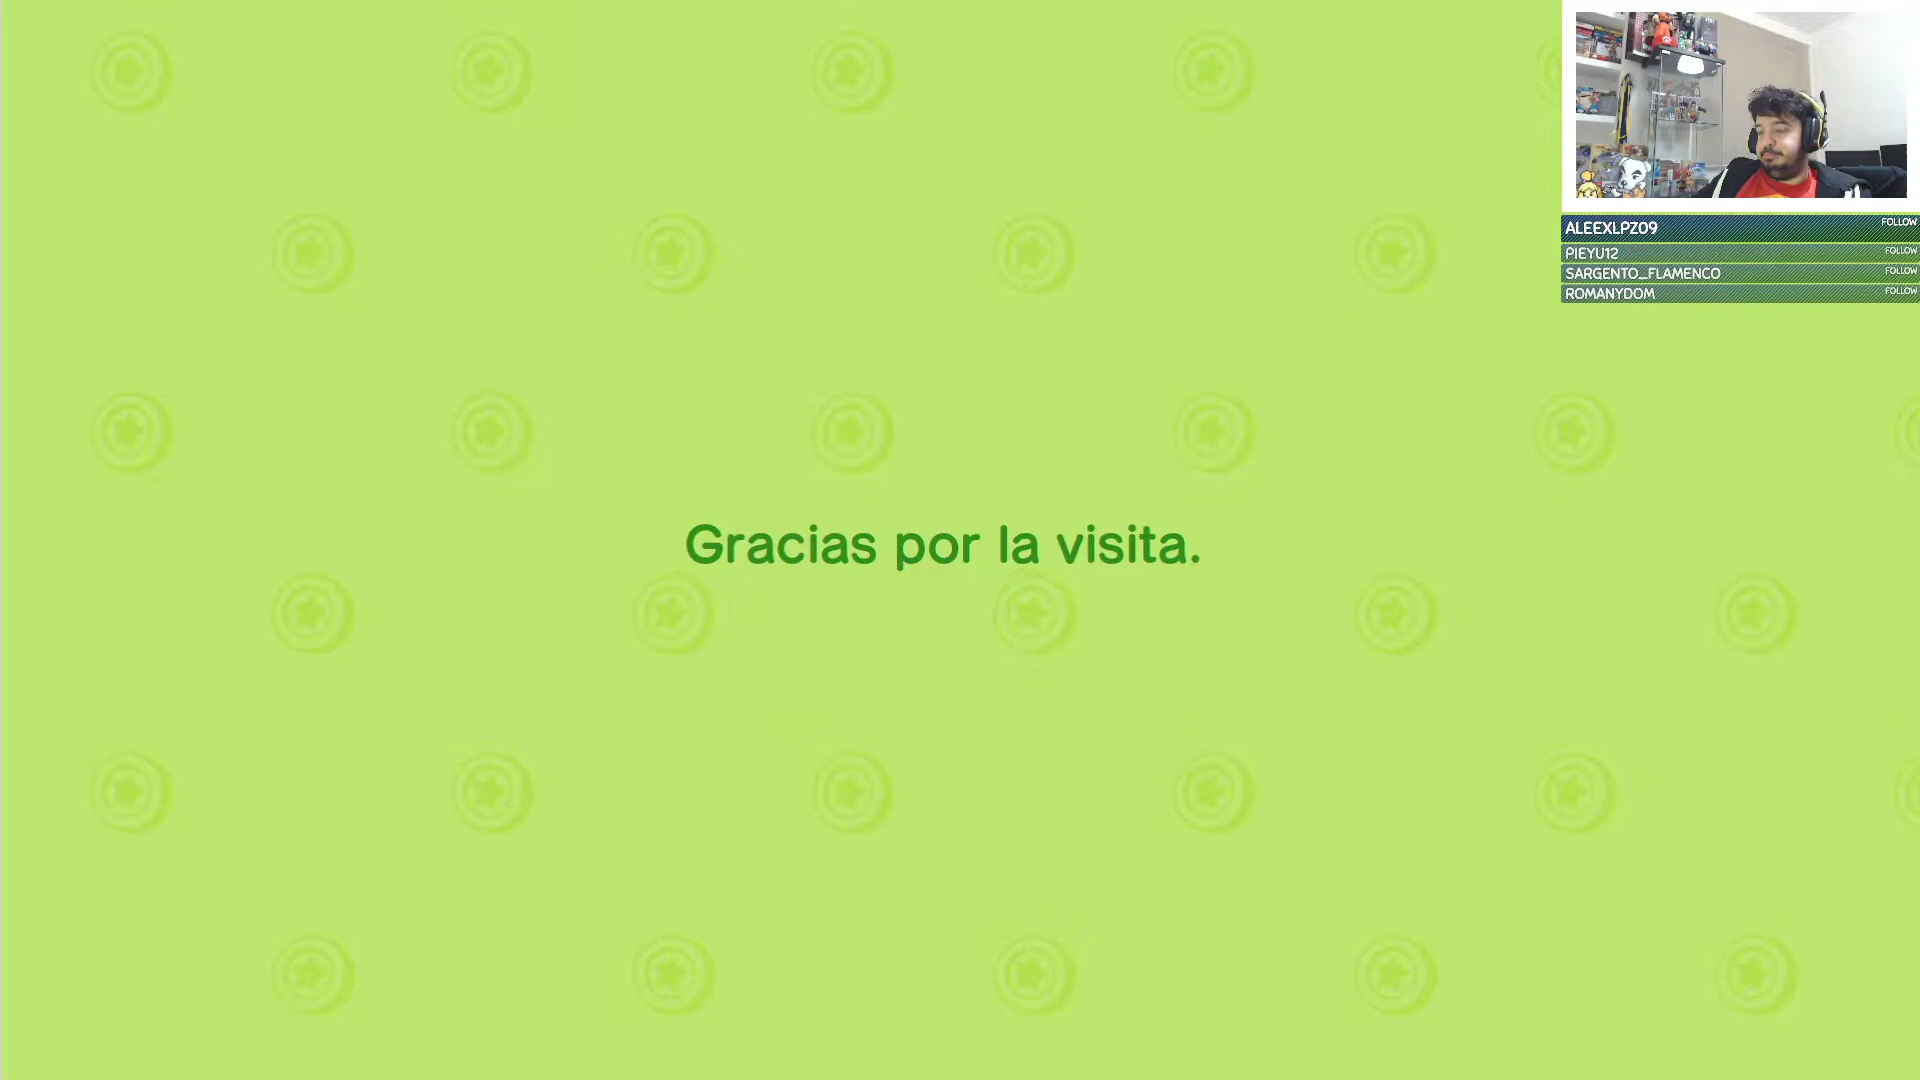 Gracias por la visita.
ALEEXLPZ09 FOLLOW
PIEYU12 FOLLOW
SARGENTO_FLAMENCO FOLLOW
ROMANYDOM FOLLOW